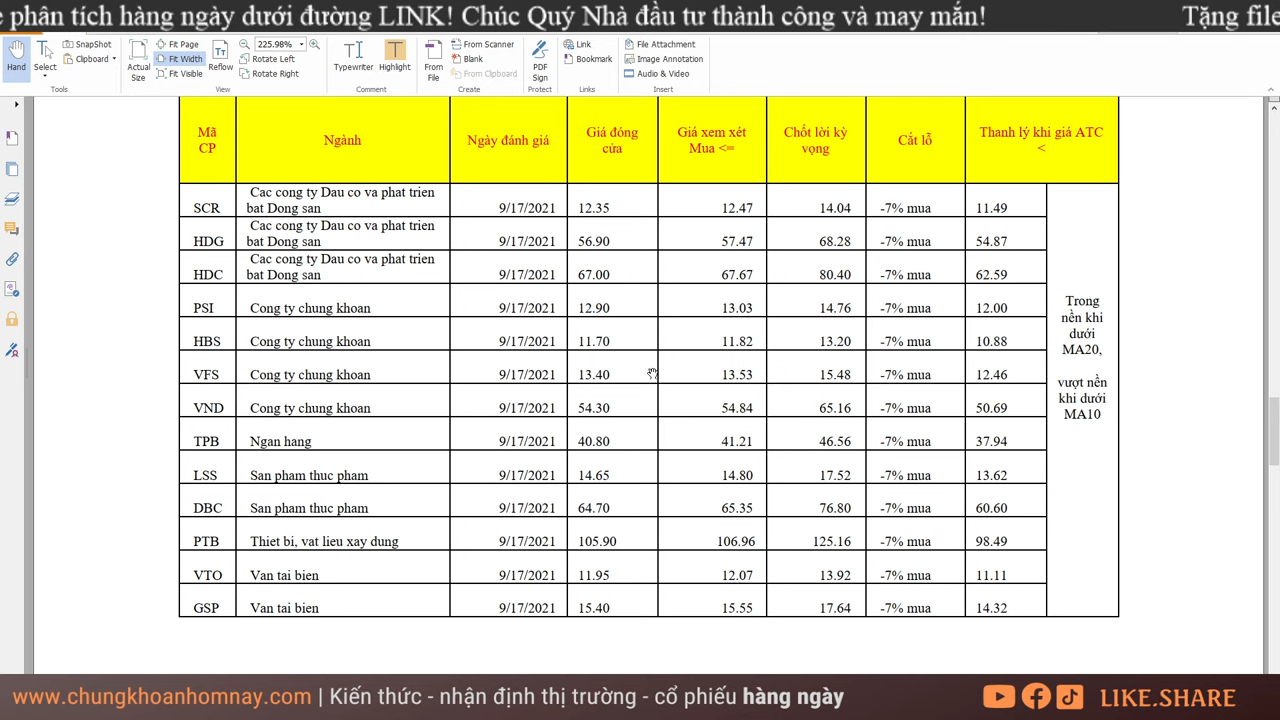 phân tích hàng ngày dưới đường LINK! Chúc Quý Nhà đầu tư thành công và may mắn! Tặng file
Hand
Select
SnapShot
Clipboard
Tools
Actual Size
Fit Page
Fit Width
Fit Visible
Reflow
225.98%
Rotate Left
Rotate Right
View
Typewriter
Highlight
Comment
From File
From Scanner
Blank
From Clipboard
Create
PDF Sign
Protect
Link
Bookmark
Links
File Attachment
Image Annotation
Audio & Video
Insert
Mã CP Ngành Ngày đánh giá Giá đóng cửa Giá xem xét Mua <= Chốt lời kỳ vọng Cắt lỗ Thanh lý khi giá ATC <
SCR Cac cong ty Dau co va phat trien bat Dong san 9/17/2021 12.35 12.47 14.04 -7% mua 11.49
HDG Cac cong ty Dau co va phat trien bat Dong san 9/17/2021 56.90 57.47 68.28 -7% mua 54.87
HDC Cac cong ty Dau co va phat trien bat Dong san 9/17/2021 67.00 67.67 80.40 -7% mua 62.59
PSI Cong ty chung khoan 9/17/2021 12.90 13.03 14.76 -7% mua 12.00
HBS Cong ty chung khoan 9/17/2021 11.70 11.82 13.20 -7% mua 10.88
VFS Cong ty chung khoan 9/17/2021 13.40 13.53 15.48 -7% mua 12.46
VND Cong ty chung khoan 9/17/2021 54.30 54.84 65.16 -7% mua 50.69
TPB Ngan hang 9/17/2021 40.80 41.21 46.56 -7% mua 37.94
LSS San pham thuc pham 9/17/2021 14.65 14.80 17.52 -7% mua 13.62
DBC San pham thuc pham 9/17/2021 64.70 65.35 76.80 -7% mua 60.60
PTB Thiet bi, vat lieu xay dung 9/17/2021 105.90 106.96 125.16 -7% mua 98.49
VTO Van tai bien 9/17/2021 11.95 12.07 13.92 -7% mua 11.11
GSP Van tai bien 9/17/2021 15.40 15.55 17.64 -7% mua 14.32
Trong
nền khi
dưới
MA20,
vượt nền
khi dưới
MA10
www.chungkhoanhomnay.com | Kiến thức - nhận định thị trường - cổ phiếu hàng ngày LIKE.SHARE